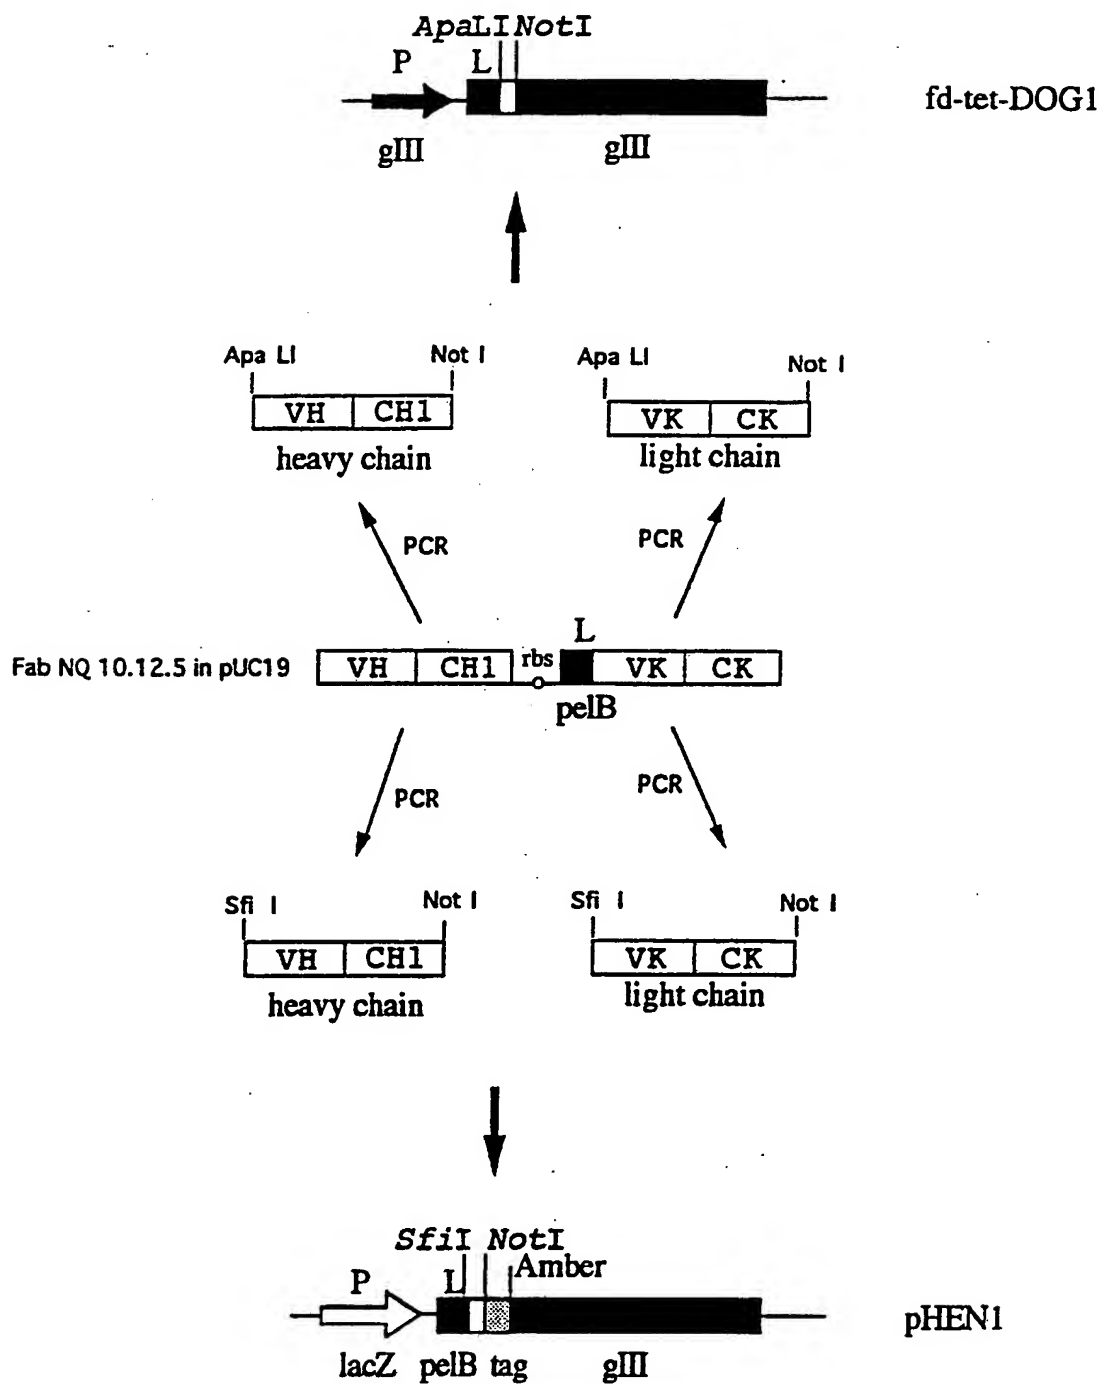 ApaLI NotI
P L
fd-tet-DOG1
gIII gIII
Apa LI Not I
Apa LI Not I
VH CH1
VK CK
heavy chain
light chain
PCR
PCR
L
Fab NQ 10.12.5 in pUC19 VH CH1 rbs VK CK
pelB
PCR
PCR
Sfi I Not I
Sfi I Not I
VH CH1
VK CK
heavy chain
light chain
SfiI NotI
P L Amber
pHEN1
lacZ pelB tag gIII